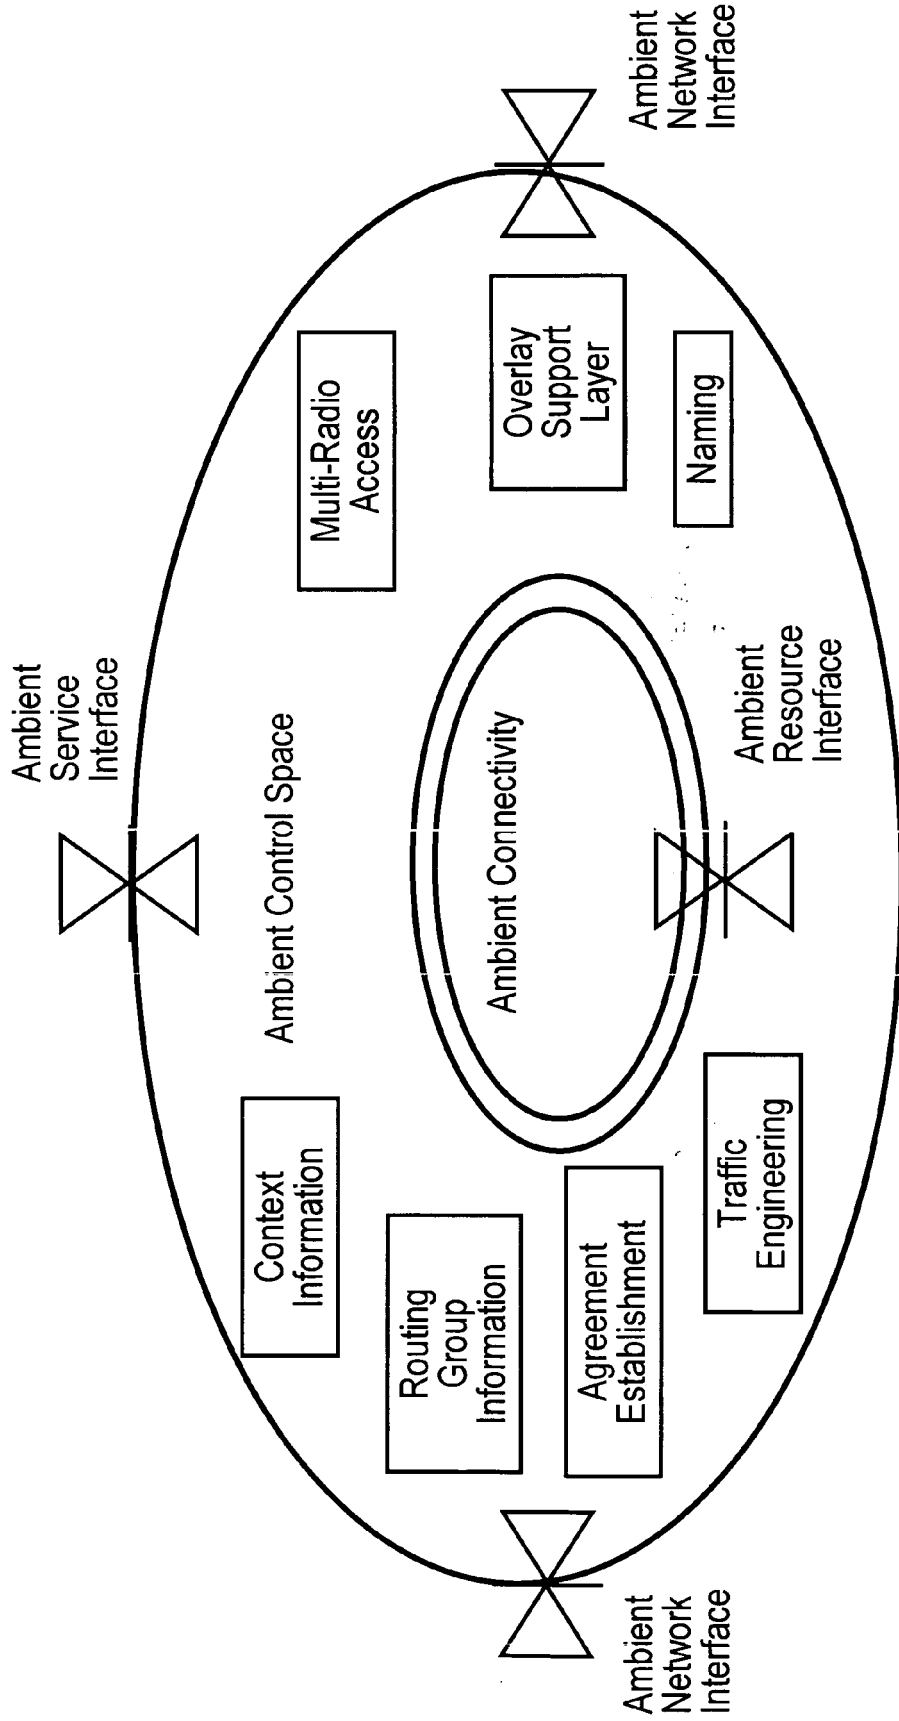 Ambient
Service
Interface
Ambient Control Space
Context
Information
Multi-Radio
Access
Routing
Group
Information
Ambient Connectivity
Overlay
Support
Layer
Agreement
Establishment
Naming
Traffic
Engineering
Ambient
Resource
Interface
Ambient
Network
Interface
Ambient
Network
Interface